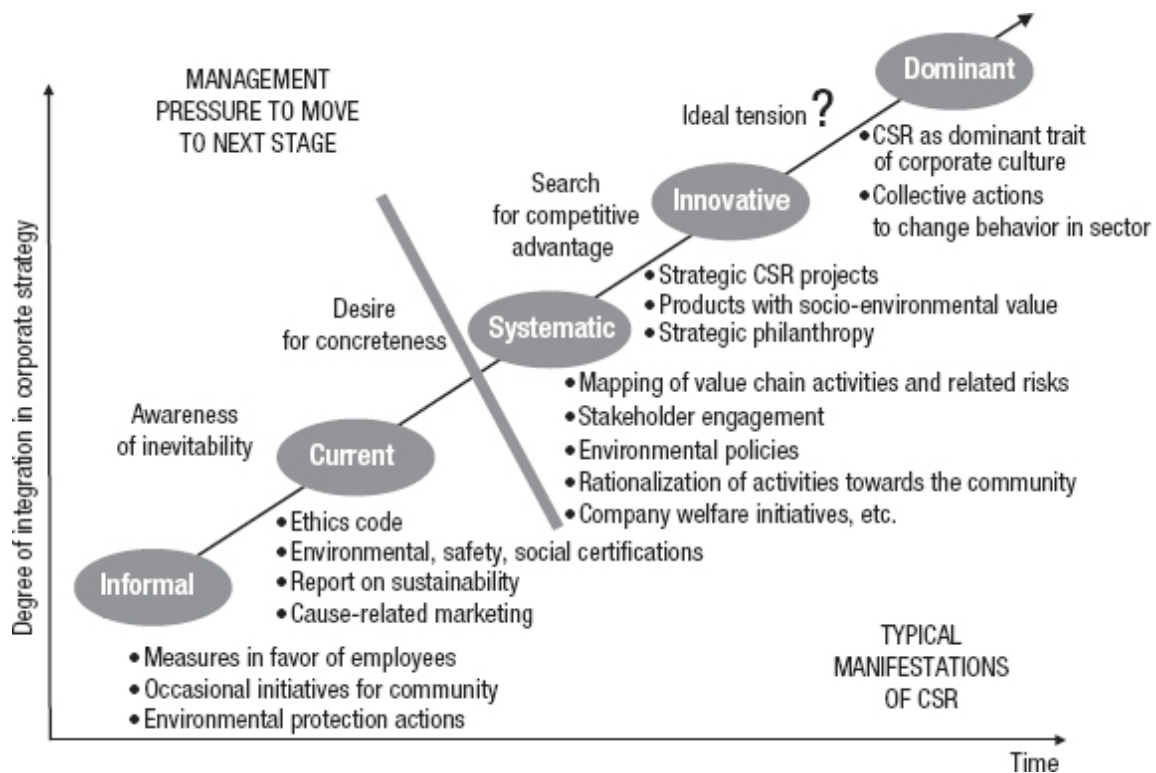 Dominant
MANAGEMENT
PRESSURE TO MOVE
TO NEXT STAGE
Ideal tension ?
• CSR as dominant trait
of corporate culture
• Collective actions
to change behavior in sector
Search
for competitive
advantage
Innovative
• Strategic CSR projects
• Products with socio-environmental value
• Strategic philanthropy
Desire
for concreteness
Systematic
• Mapping of value chain activities and related risks
• Stakeholder engagement
• Environmental policies
• Rationalization of activities towards the community
• Company welfare initiatives, etc.
Awareness
of inevitability
Current
• Ethics code
• Environmental, safety, social certifications
• Report on sustainability
• Cause-related marketing
Informal
• Measures in favor of employees
• Occasional initiatives for community
• Environmental protection actions
TYPICAL
MANIFESTATIONS
OF CSR
Degree of integration in corporate strategy
Time